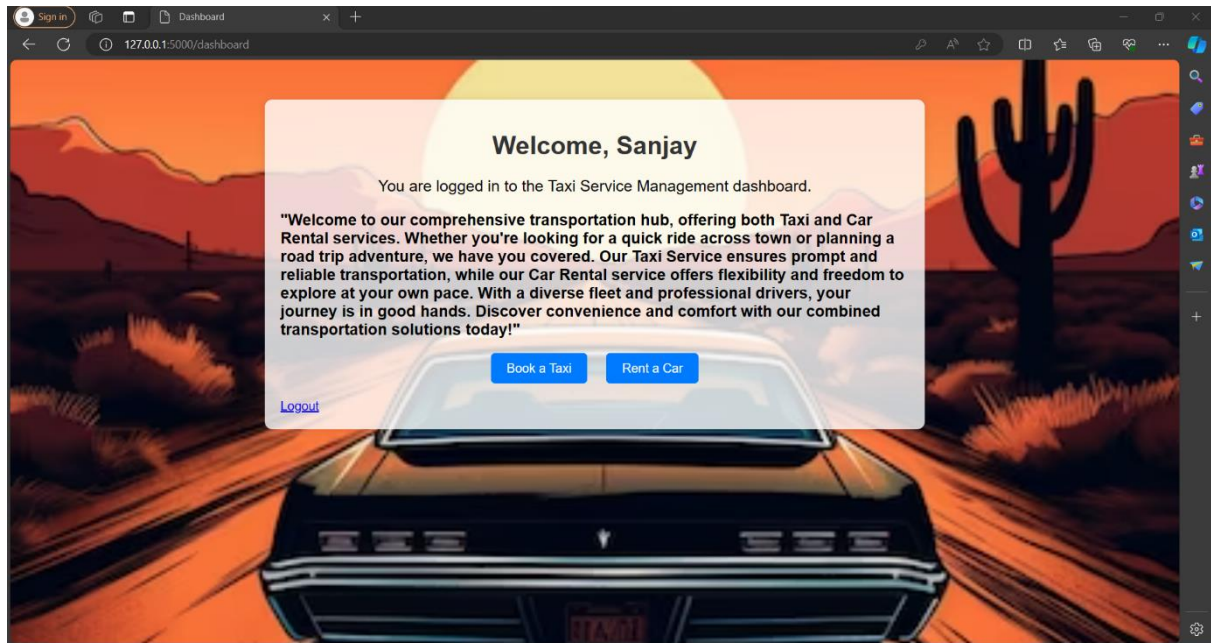 Sign in
Dashboard
127.0.0.1:5000/dashboard
Welcome, Sanjay
You are logged in to the Taxi Service Management dashboard.
"Welcome to our comprehensive transportation hub, offering both Taxi and Car
Rental services. Whether you're looking for a quick ride across town or planning a
road trip adventure, we have you covered. Our Taxi Service ensures prompt and
reliable transportation, while our Car Rental service offers flexibility and freedom to
explore at your own pace. With a diverse fleet and professional drivers, your
journey is in good hands. Discover convenience and comfort with our combined
transportation solutions today!"
Book a Taxi
Rent a Car
Logout